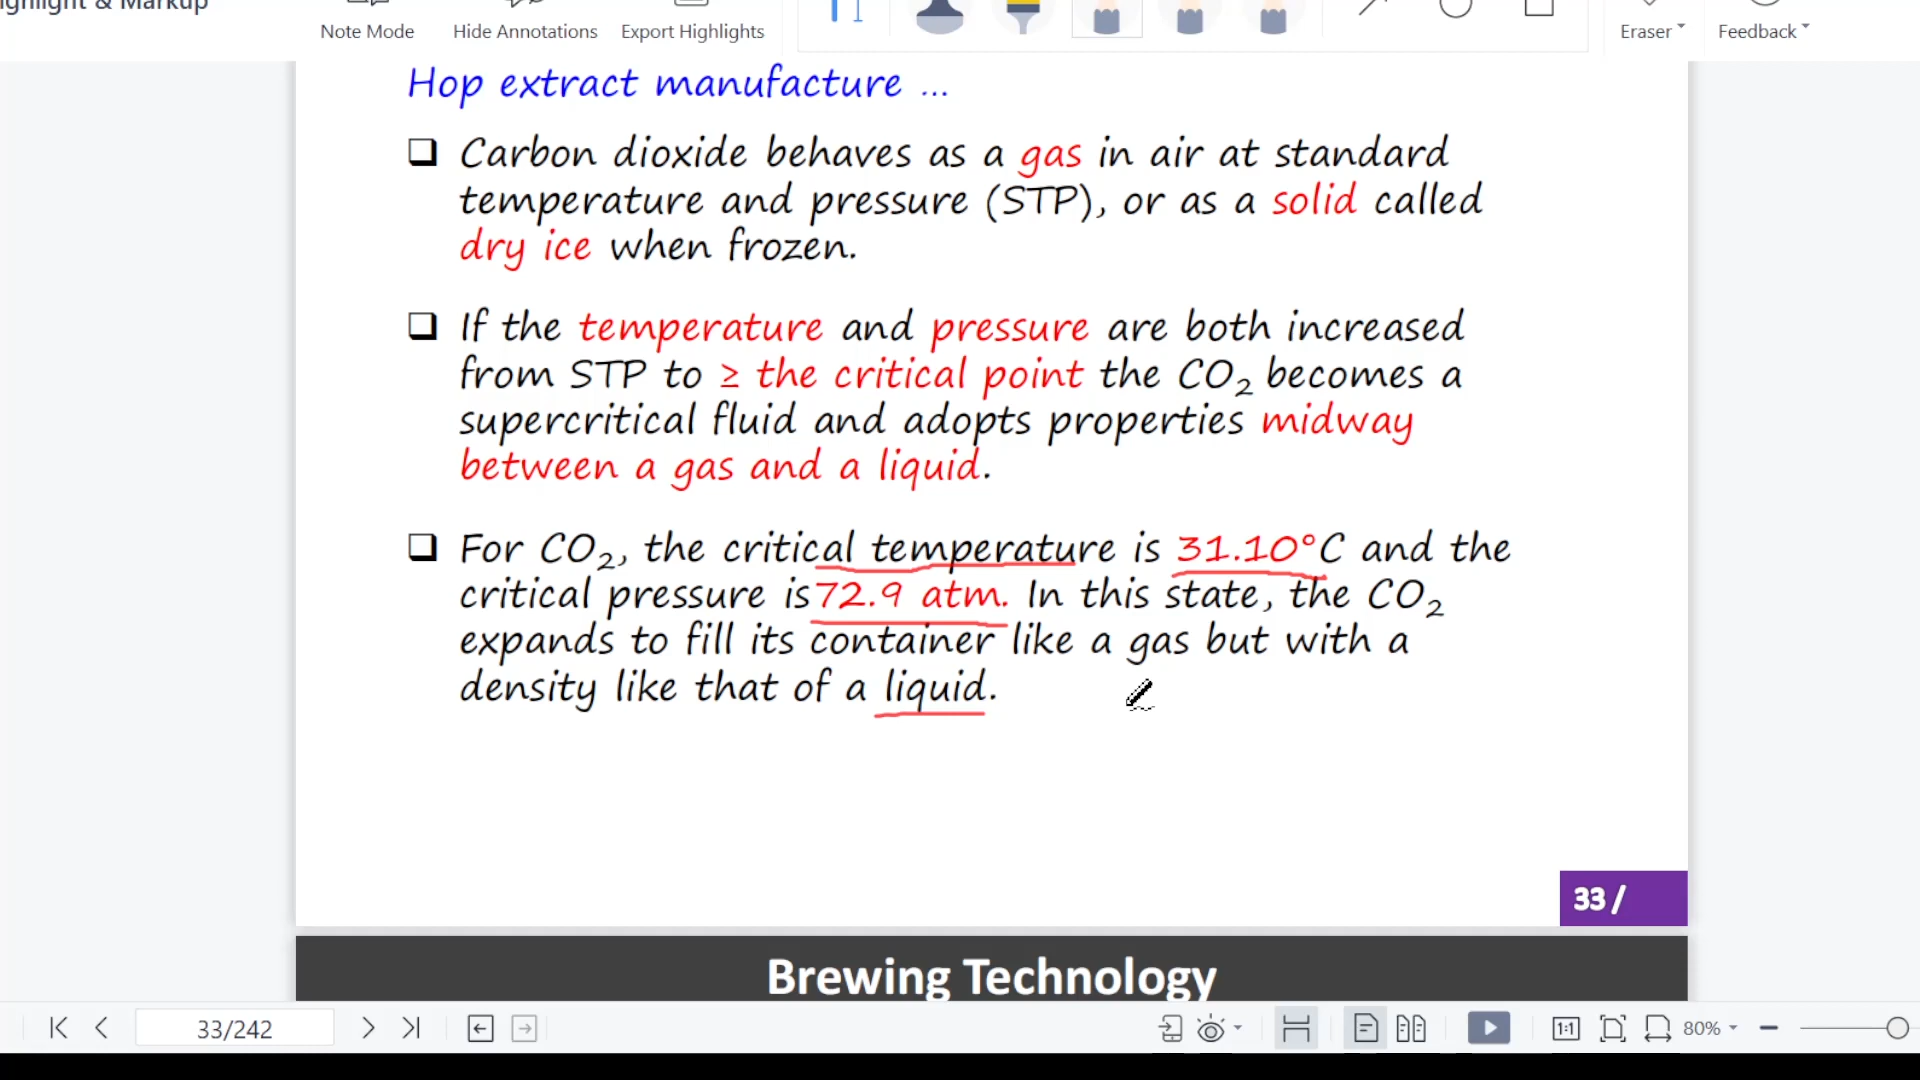 ghlight & Markup
Note Mode
Hide Annotations
Export Highlights
Eraser
Feedback
Hop extract manufacture ...
❑ Carbon dioxide behaves as a gas in air at standard
temperature and pressure (STP), or as a solid called
dry ice when frozen.
❑ If the temperature and pressure are both increased
from STP to ≥ the critical point the CO₂ becomes a
supercritical fluid and adopts properties midway
between a gas and a liquid.
❑ For CO₂, the critical temperature is 31.10°C and the
critical pressure is 72.9 atm. In this state, the CO₂
expands to fill its container like a gas but with a
density like that of a liquid.
33 /
Brewing Technology
33/242
1:1
80%